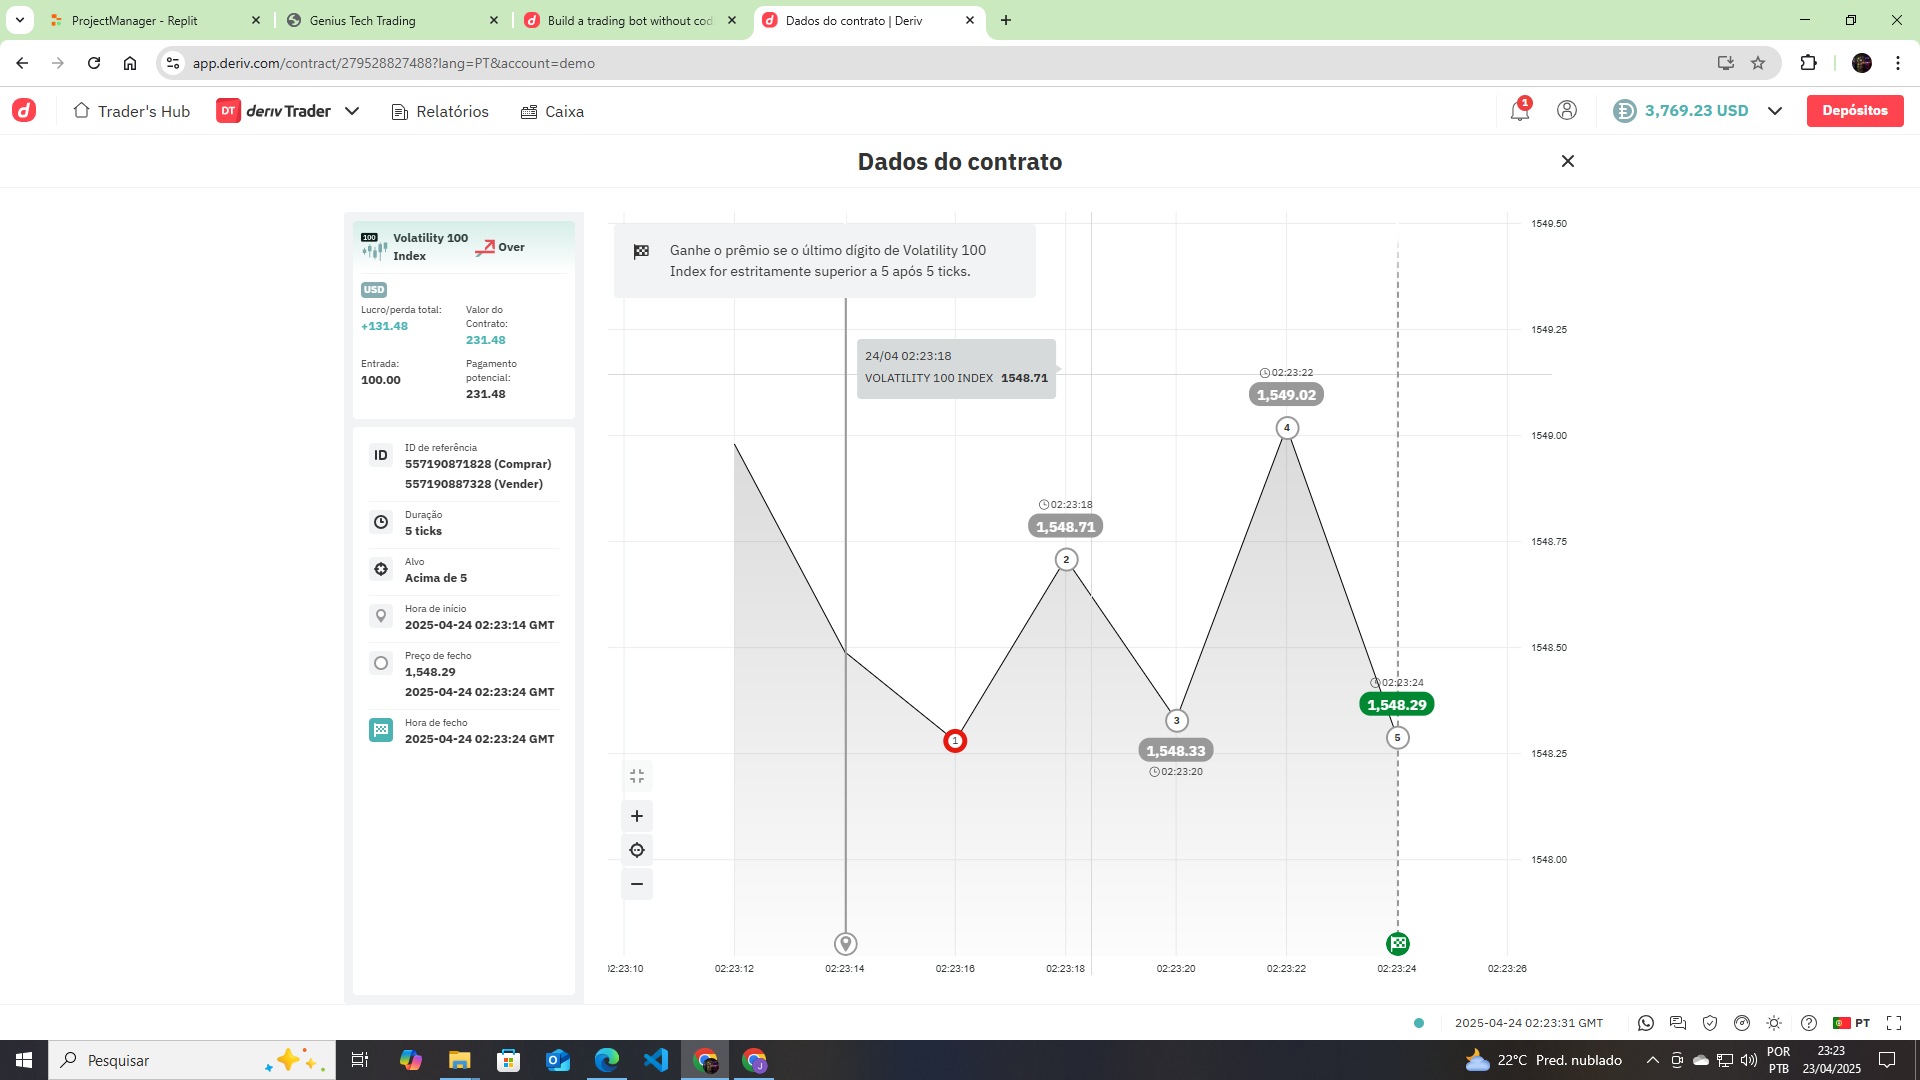 ProjectManager - Replit
Genius Tech Trading
Build a trading bot without cod
Dados do contrato | Deriv
app.deriv.com/contract/279528827488?lang=PT&account=demo
Trader's Hub
DT
deriv Trader
Relatórios
Caixa
1
3,769.23 USD
Depósitos
Dados do contrato
100
Volatility 100
Index
Over
USD
Lucro/perda total:
+131.48
Valor do
Contrato:
231.48
Entrada:
100.00
Pagamento
potencial:
231.48
ID
ID de referência
557190871828 (Comprar)
557190887328 (Vender)
Duração
5 ticks
Alvo
Acima de 5
Hora de início
2025-04-24 02:23:14 GMT
Preço de fecho
1,548.29
2025-04-24 02:23:24 GMT
Hora de fecho
2025-04-24 02:23:24 GMT
Ganhe o prêmio se o último dígito de Volatility 100
Index for estritamente superior a 5 após 5 ticks.
24/04 02:23:18
VOLATILITY 100 INDEX 1548.71
1
02:23:18
1,548.71
2
3
1,548.33
02:23:20
02:23:22
1,549.02
4
02:23:24
1,548.29
5
1549.50
1549.25
1549.00
1548.75
1548.50
1548.25
1548.00
02:23:10
02:23:12
02:23:14
02:23:16
02:23:18
02:23:20
02:23:22
02:23:24
02:23:26
2025-04-24 02:23:31 GMT
PT
Pesquisar
22°C Pred. nublado
POR
PTB
23:23
23/04/2025